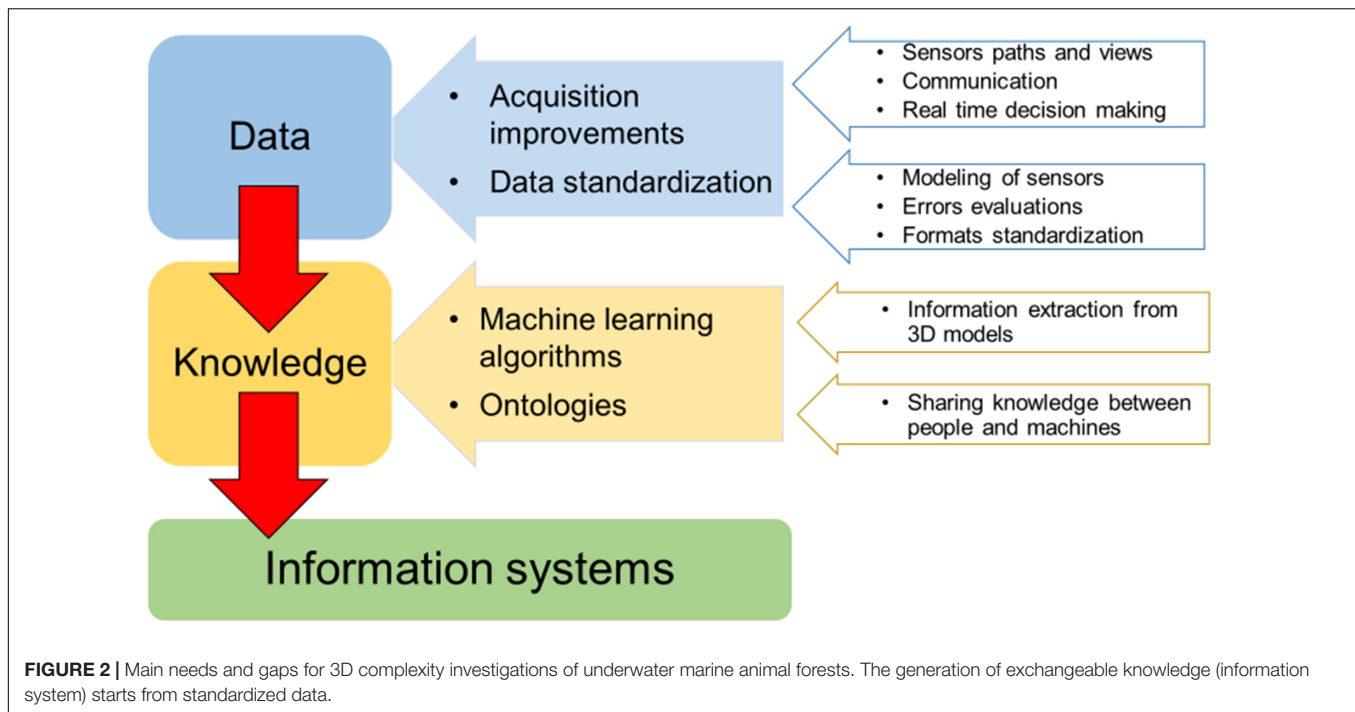 Data
• Acquisition
improvements
• Data standardization
• Sensors paths and views
• Communication
• Real time decision making
• Modeling of sensors
• Errors evaluations
• Formats standardization
Knowledge
• Machine learning
algorithms
• Ontologies
• Information extraction from
3D models
• Sharing knowledge between
people and machines
Information systems
FIGURE 2 | Main needs and gaps for 3D complexity investigations of underwater marine animal forests. The generation of exchangeable knowledge (information
system) starts from standardized data.